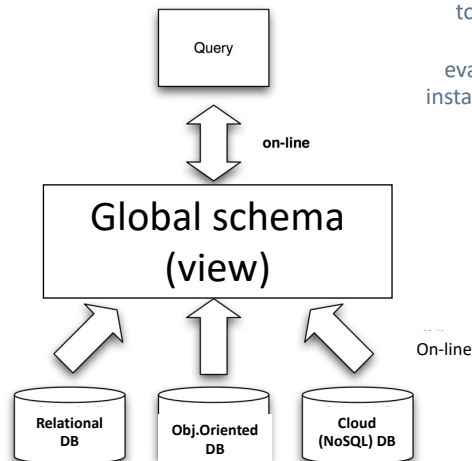 to
Query
eva
insta
on-line
Global schema
(view)
On-line
Relational
DB
Obj.Oriented
DB
Cloud
(NoSQL) DB